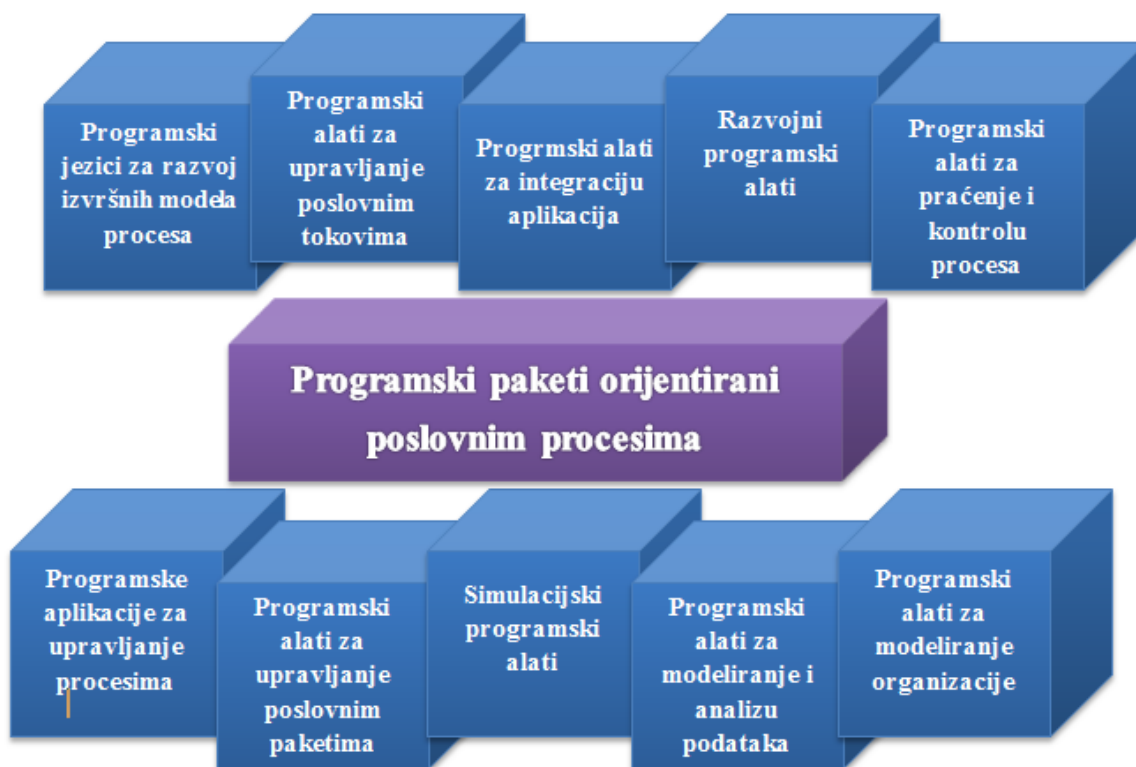 Programski
jezici za razvoj
izvršnih modela
procesa
Programski
alati za
upravljanje
poslovnim
tokovima
Progrmski alati
za integraciju
aplikacija
Razvojni
programski
alati
Programski
alati za
praćenje i
kontrolu
procesa
Programski paketi orijentirani
poslovnim procesima
Programske
aplikacije za
upravljanje
procesima
Programski
alati za
upravljanje
poslovnim
paketima
Simulacijski
programski
alati
Programski
alati za
modeliranje i
analizu
podataka
Programski
alati za
modeliranje
organizacije